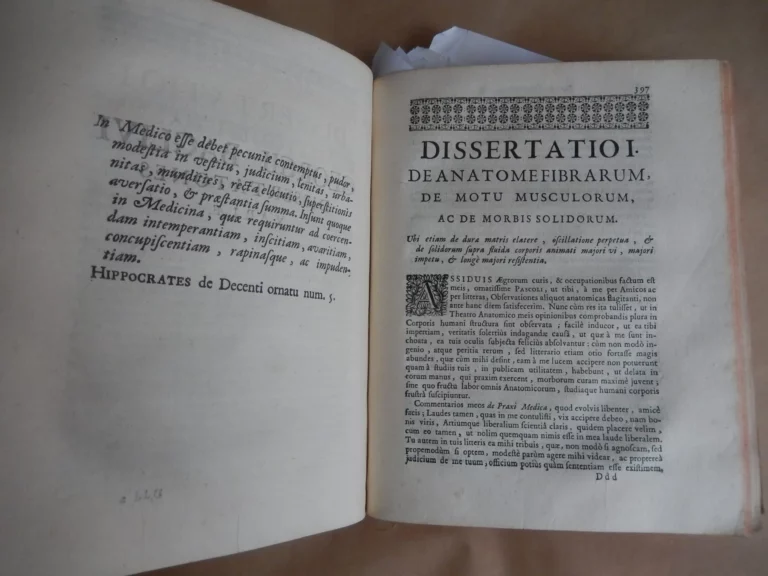 In Medico esse debet pecuniæ contemptus, pudor,
modestia in vestitu, judicium, lenitas, urba-
nitas, mundities, recta elocutio, superstitionis
aversatio, & præstantia summa. Insunt quoque
in Medicina, quæ requiruntur ad coercen-
dam intemperantiam, inscitiam, avaritiam,
concupiscentiam, rapinasque, ac impuden-
tiam.
HIPPOCRATES de Decenti ornatu num. 5.
397
DISSERTATIO I.
DE ANATOME FIBRARUM,
DE MOTU MUSCULORUM,
AC DE MORBIS SOLIDORUM.
Ubi etiam de dura matris elatere, oscillatione perpetua, &
de solidorum supra fluida corporis animati majori vi, majori
impetu, & longè majori resistentia.
ASSIDUIS Ægrorum curis, & occupationibus factum est
meis, ornatissime PASCOLI, ut tibi, à me per Amicos ac
per litteras, Observationes aliquot anatomicas flagitanti, non
ante hanc diem satisfecerim. Nunc cùm res ita tulisset, ut in
Theatro Anatomico meis opinionibus comprobandis plura in
Corporis humani structura sint observata; facilè inducor, ut ea tibi
impertiam, veritatis solertiùs indagandæ causâ, ut quæ à me sunt in-
choata, ea tuis oculis subjecta feliciùs absolvantur: cùm non modò in-
genio, atque peritia rerum, sed litterario etiam otio fortasse magis
abundes, quæ cùm mihi desint, eam à me lucem accipere non potuerunt
quam à studiis tuis, in publicam utilitatem, habebunt, ut delata in
eorum manus, qui praxim exercent, morborum curam maximè juvent;
sine quo fructu labor omnis Anatomicorum, studiaque humani corporis
frustrà suscipiuntur.
Commentarios meos de Praxi Medica, quod evolvis libenter, amicè
facis; Laudes tamen, quas in me contulisti, vix accipere debeo, nam bo-
nis viris, Artiumque liberalium scientiâ claris, quidem placere velim,
cum eo tamen, ut nolim quemquam nimis esse in mea laude liberalem.
Tu autem in tuis litteris ea mihi tribuis, quæ, non modò si agnoscam, sed
propemodùm si optem, modestè parùm agere mihi videar, ac propterea
judicium de me tuum, officium potiùs quàm sententiam esse existimem,
Ddd